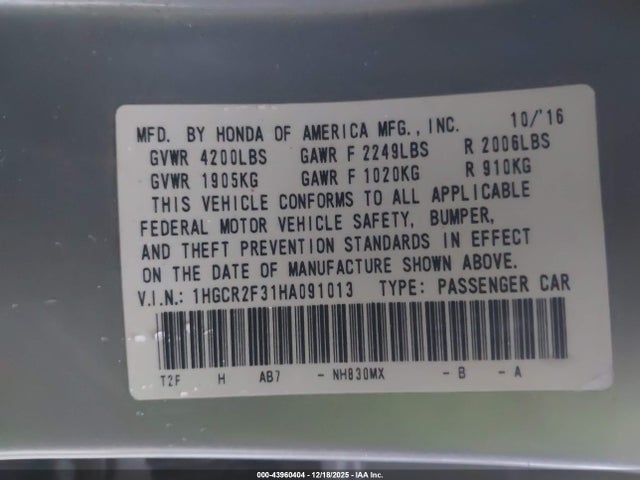 MFD. BY HONDA OF AMERICA MFG., INC. 10/'16
GVWR 4200LBS GAWR F 2249LBS R 2006LBS
GVWR 1905KG GAWR F 1020KG R 910KG
THIS VEHICLE CONFORMS TO ALL APPLICABLE
FEDERAL MOTOR VEHICLE SAFETY, BUMPER,
AND THEFT PREVENTION STANDARDS IN EFFECT
ON THE DATE OF MANUFACTURE SHOWN ABOVE.
V.I.N.: 1HGCR2F31HA091013 TYPE: PASSENGER CAR
T2F H AB7 - NH830MX - B - A
000-43960404 - 12/18/2025 - IAA Inc.